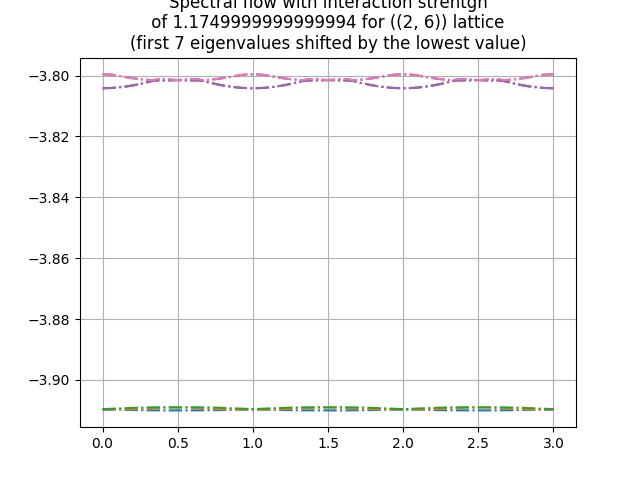 Spectral flow with interaction strentgh
of 1.1749999999999994 for ((2, 6)) lattice
(first 7 eigenvalues shifted by the lowest value)
−3.80
−3.82
−3.84
−3.86
−3.88
−3.90
0.0 0.5 1.0 1.5 2.0 2.5 3.0